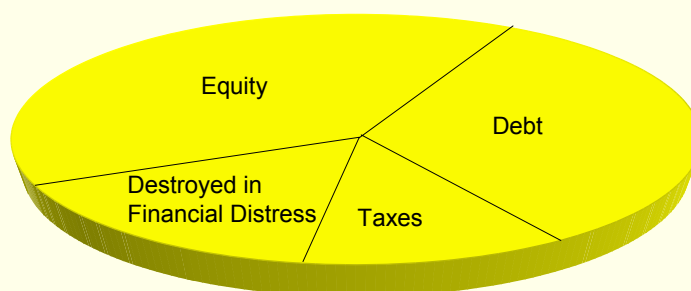 Equity
Debt
Destroyed in
Financial Distress
Taxes